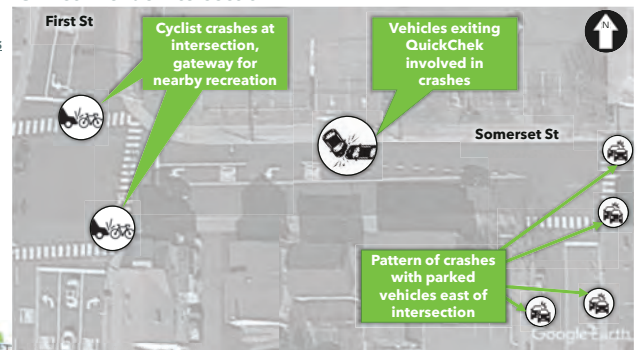 First St
Cyclist crashes at
intersection,
gateway for
nearby recreation
Vehicles exiting
QuickChek
involved in
crashes
N
Somerset St
Pattern of crashes
with parked
vehicles east of
intersection
Google Earth